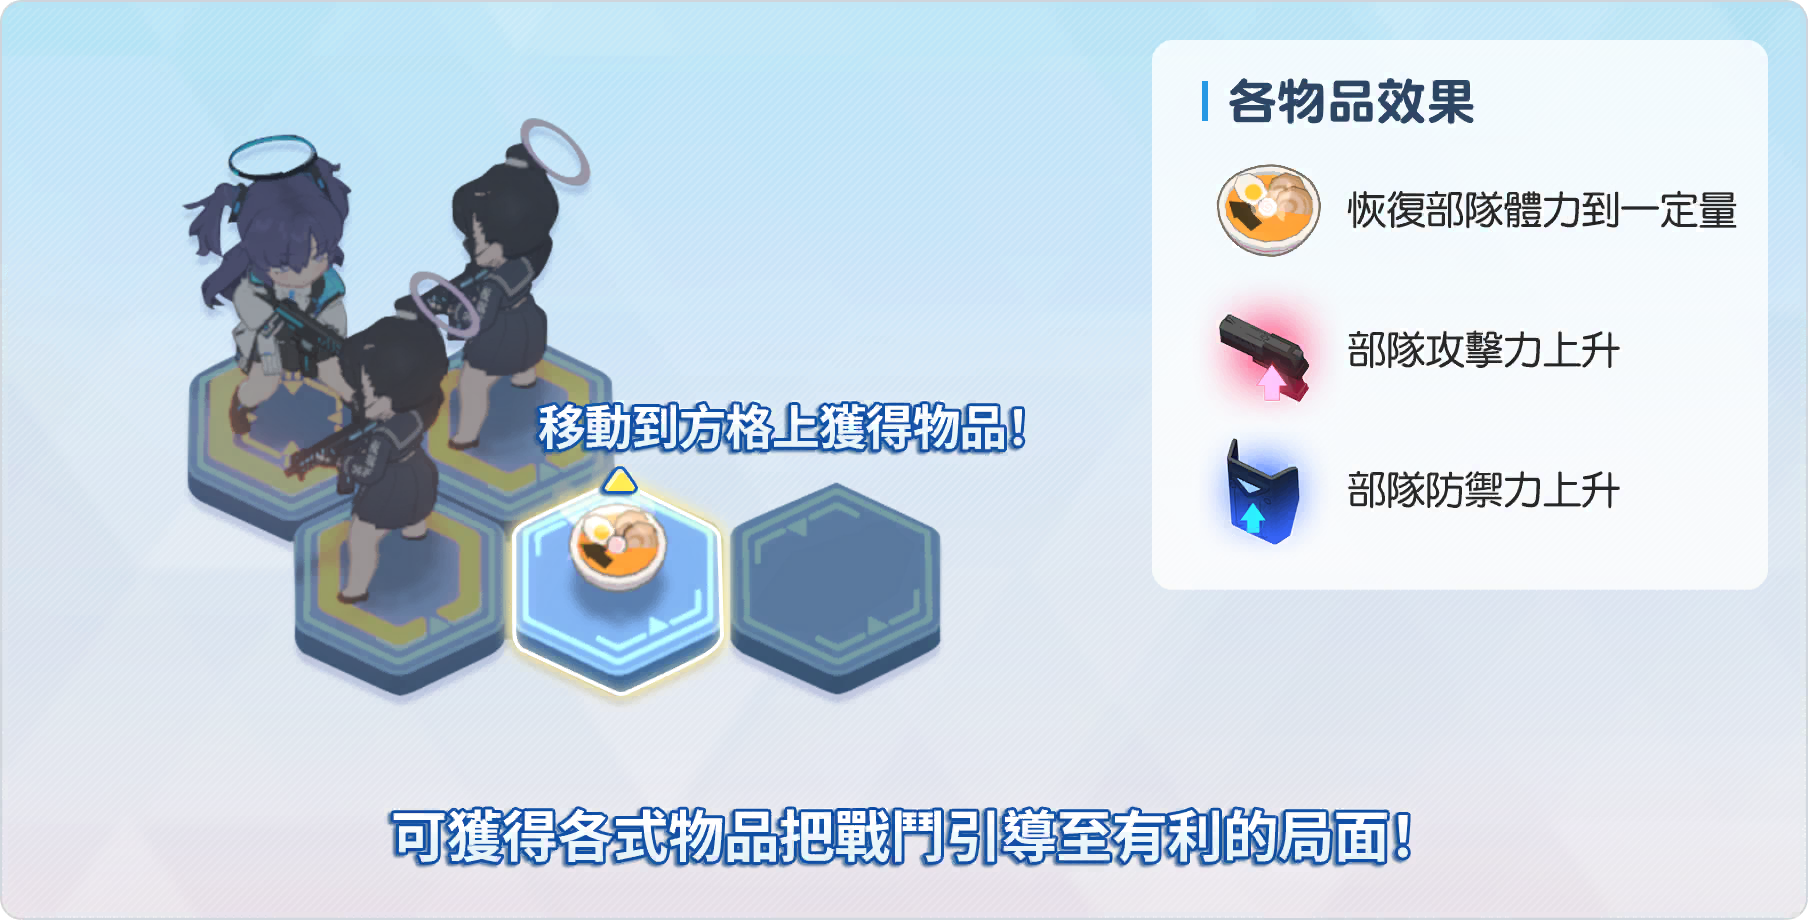 各物品效果
恢復部隊體力到一定量
部隊攻擊力上升
部隊防禦力上升
移動到方格上獲得物品!
可獲得各式物品把戰鬥引導至有利的局面!